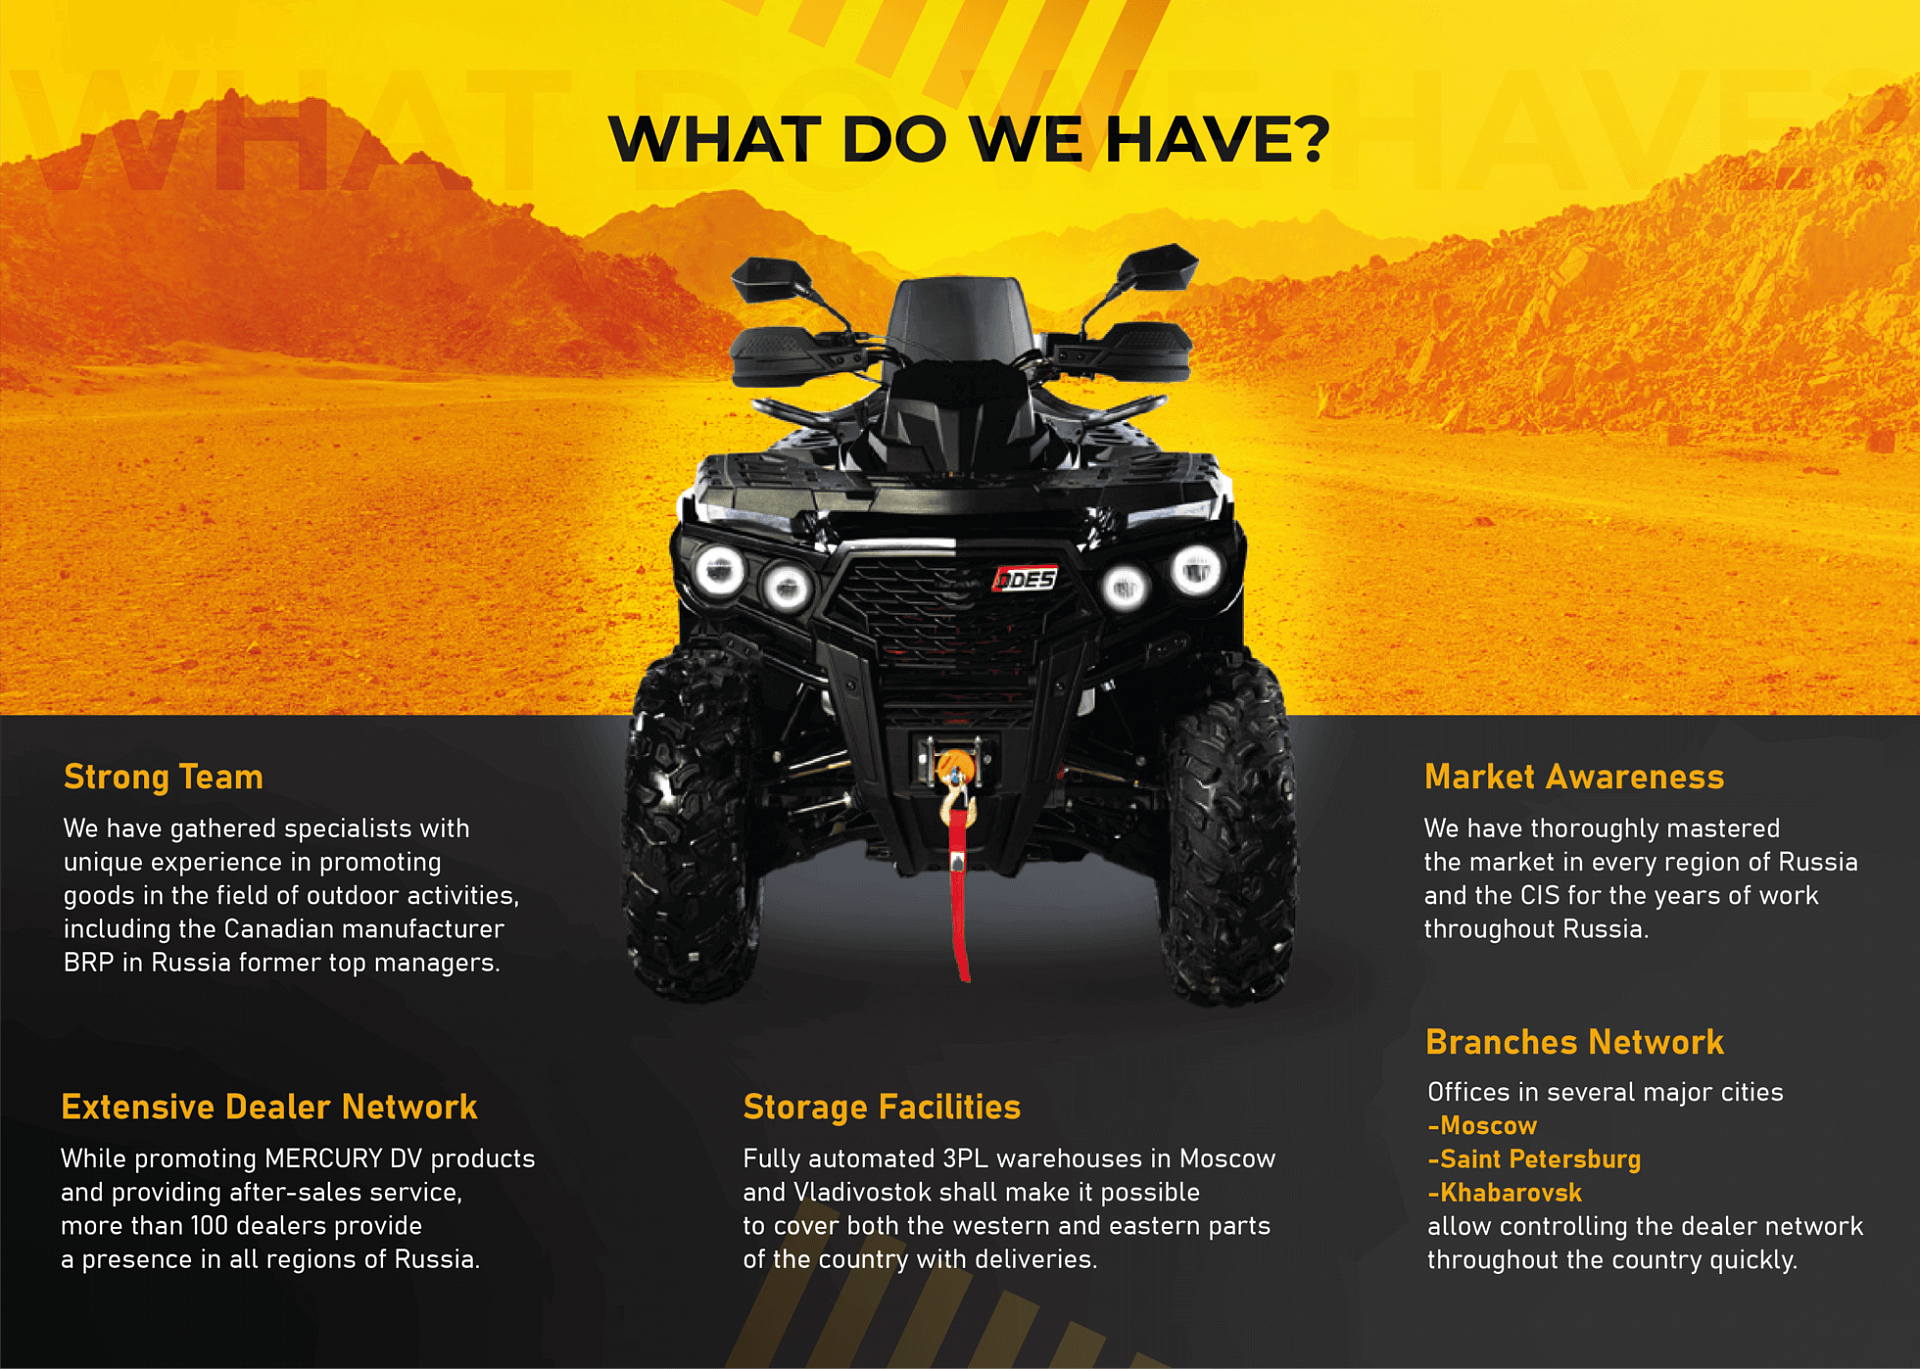 WHAT DO WE HAVE?
WHAT DO WE HAVE?
ODES
Strong Team
We have gathered specialists with
unique experience in promoting
goods in the field of outdoor activities,
including the Canadian manufacturer
BRP in Russia former top managers.
Market Awareness
We have thoroughly mastered
the market in every region of Russia
and the CIS for the years of work
throughout Russia.
Extensive Dealer Network
While promoting MERCURY DV products
and providing after-sales service,
more than 100 dealers provide
a presence in all regions of Russia.
Storage Facilities
Fully automated 3PL warehouses in Moscow
and Vladivostok shall make it possible
to cover both the western and eastern parts
of the country with deliveries.
Branches Network
Offices in several major cities
-Moscow
-Saint Petersburg
-Khabarovsk
allow controlling the dealer network
throughout the country quickly.